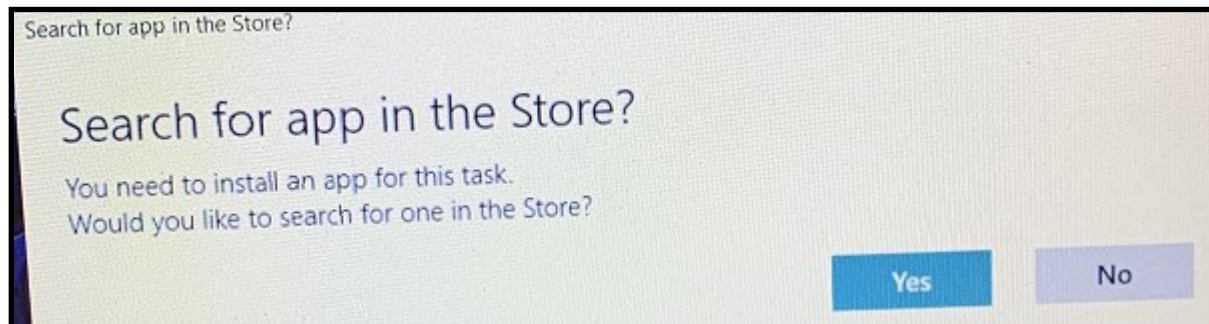 Search for app in the Store?
Search for app in the Store?
You need to install an app for this task.
Would you like to search for one in the Store?
Yes No